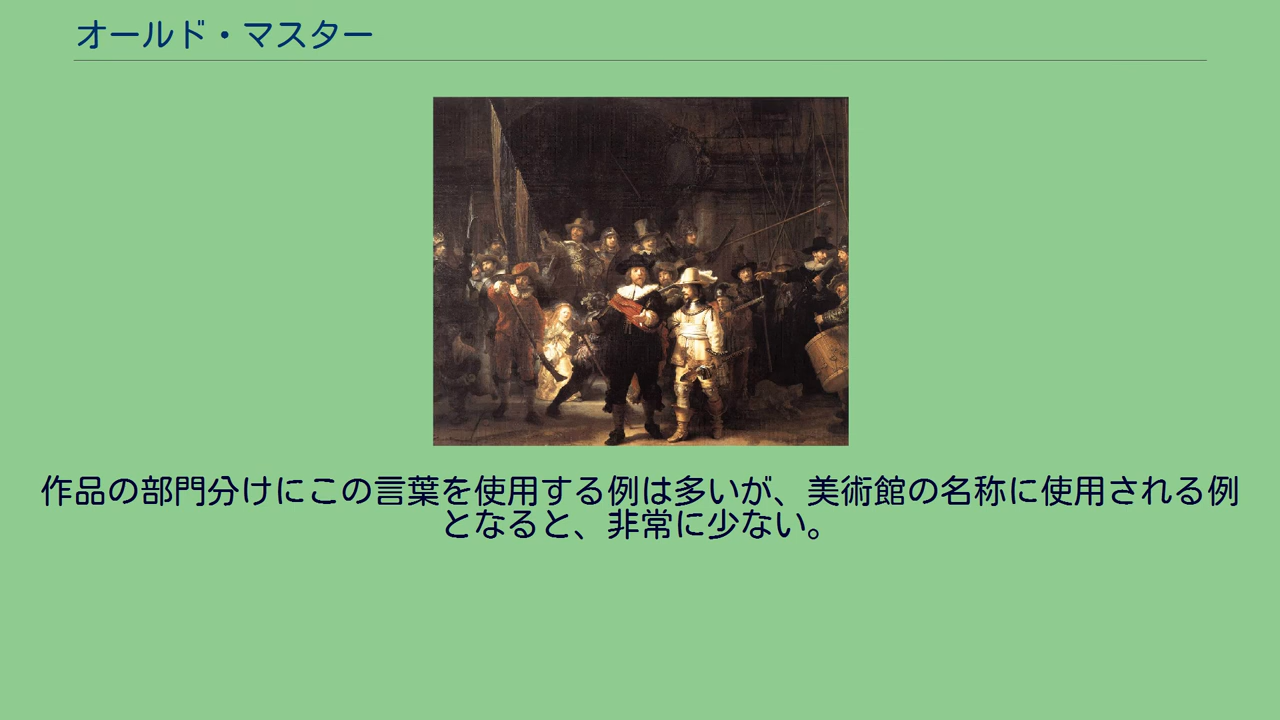 オールド・マスター
作品の部門分けにこの言葉を使用する例は多いが、美術館の名称に使用される例
となると、非常に少ない。